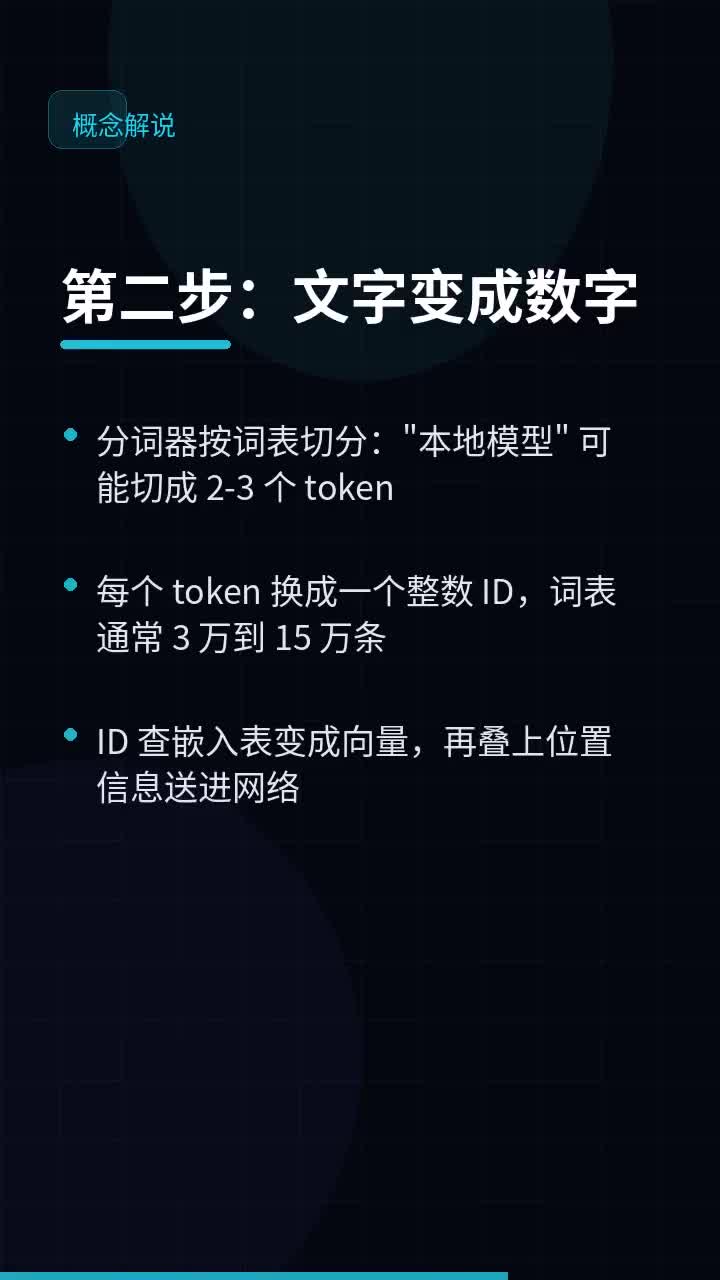 概念解说
第二步：文字变成数字
分词器按词表切分："本地模型" 可
能切成 2-3 个 token
每个 token 换成一个整数 ID，词表
通常 3 万到 15 万条
ID 查嵌入表变成向量，再叠上位置
信息送进网络